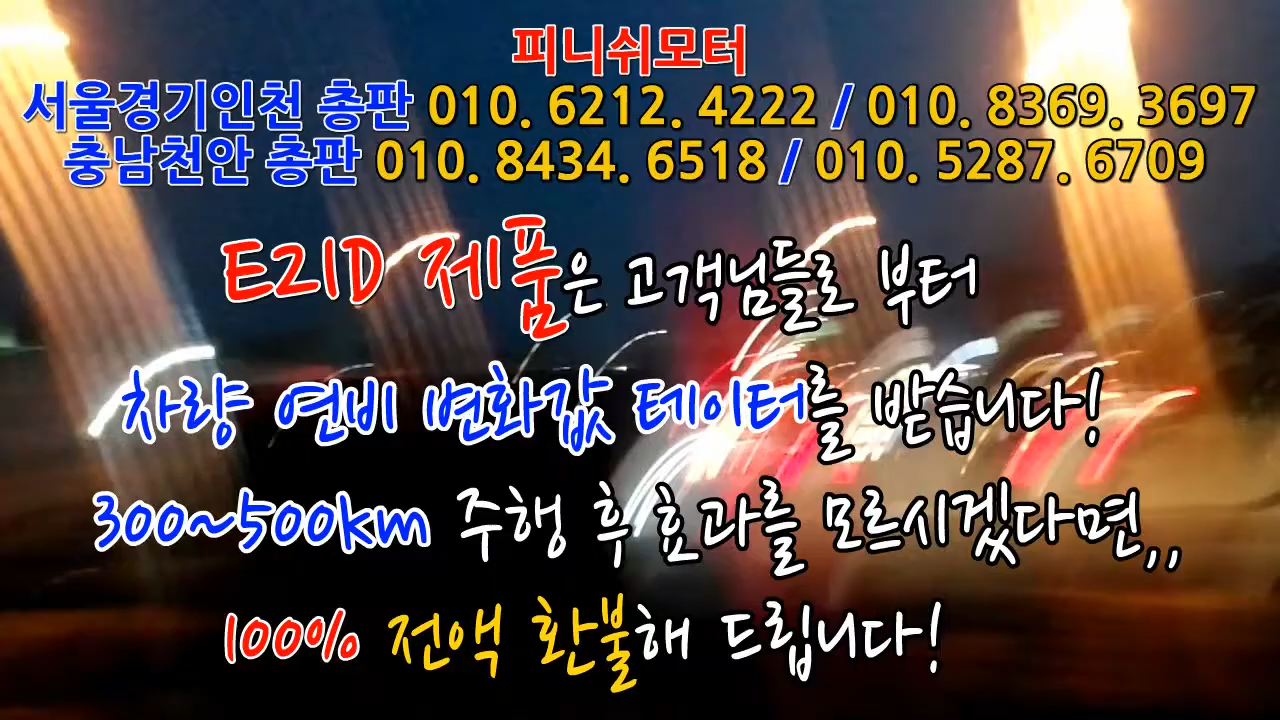 피니쉬모터
서울경기인천 총판 010. 6212. 4222 / 010. 8369. 3697
충남천안 총판 010. 8434. 6518 / 010. 5287. 6709
E21D 제품은 고객님들로 부터
차량 연비 변화값 테이터를 받습니다!
300~500km 주행 후 효과를 모르시겠다면,,
100% 전액 환불해 드립니다!